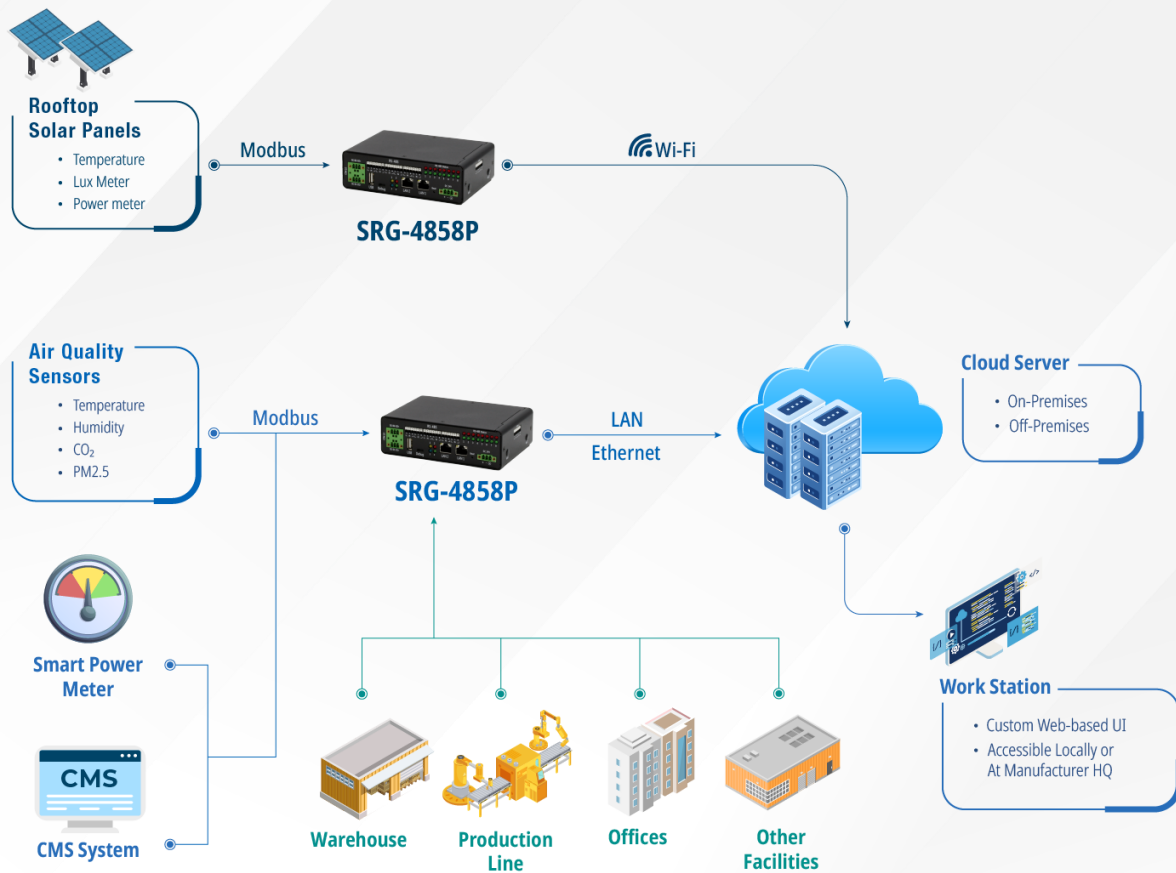 Rooftop
Solar Panels
• Temperature
• Lux Meter
• Power meter
Modbus
SRG-4858P
Wi-Fi
Air Quality
Sensors
• Temperature
• Humidity
• CO₂
• PM2.5
Modbus
SRG-4858P
LAN
Ethernet
Cloud Server
• On-Premises
• Off-Premises
Smart Power
Meter
CMS
CMS System
Warehouse
Production
Line
Offices
Other
Facilities
Work Station
• Custom Web-based UI
• Accessible Locally or
At Manufacturer HQ